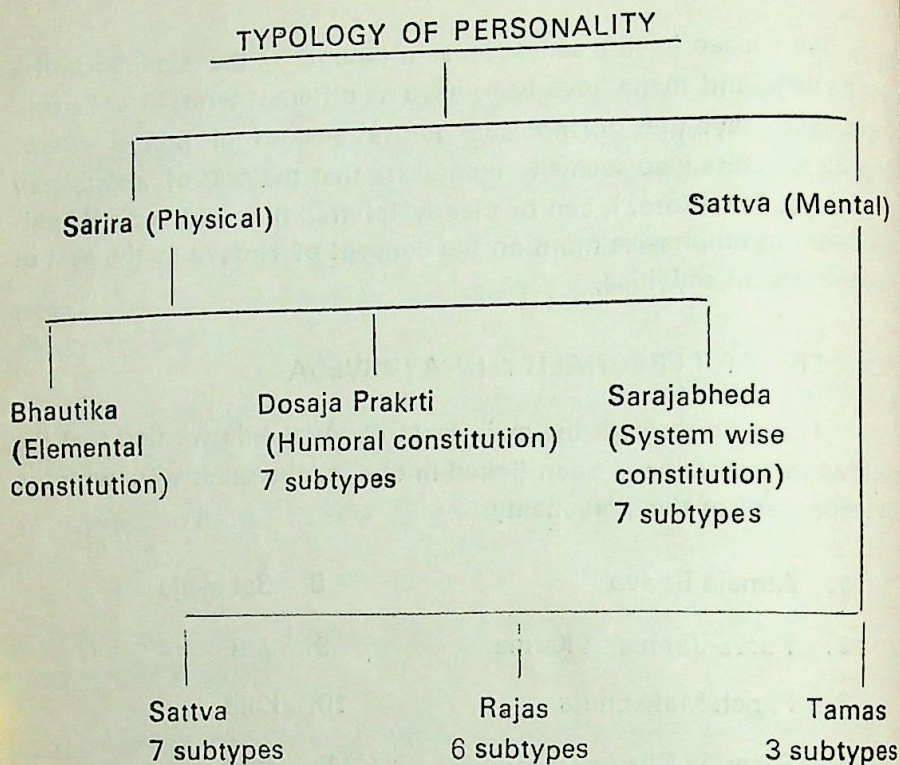 TYPOLOGY OF PERSONALITY
Sarira (Physical)
Sattva (Mental)
Bhautika
(Elemental
constitution)
Dosaja Prakrti
(Humoral constitution)
7 subtypes
Sarajabheda
(System wise
constitution)
7 subtypes
Sattva
7 subtypes
Rajas
6 subtypes
Tamas
3 subtypes